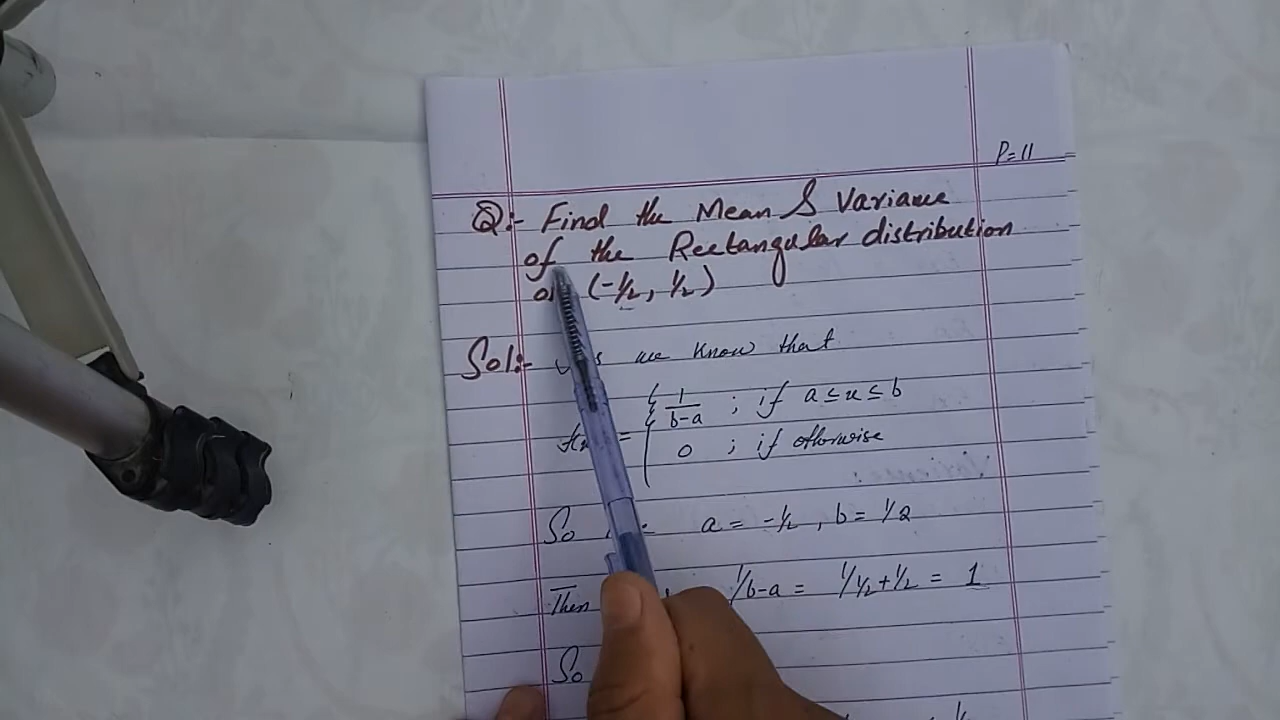 P=11
Q:- Find the Mean & Variance
of the Rectangular distribution
on (-1/2, 1/2)
Sol:- we know that
1/b-a ; if a≤x≤b
= 0 ; if otherwise
So a = -1/2 , b = 1/2
Then 1/b-a = 1/1/2+1/2 = 1
So